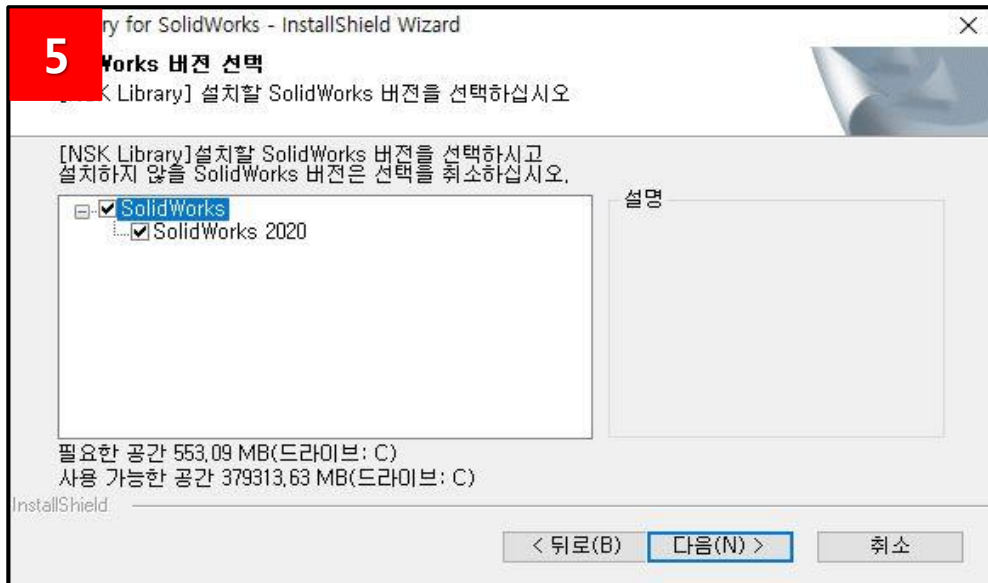 ry for SolidWorks - InstallShield Wizard
5
Works 버전 선택
Library] 설치할 SolidWorks 버전을 선택하십시오
[NSK Library]설치할 SolidWorks 버전을 선택하시고
설치하지 않을 SolidWorks 버전은 선택을 취소하십시오.
설명
SolidWorks
SolidWorks 2020
필요한 공간 553,09 MB(드라이브: C)
사용 가능한 공간 379313,63 MB(드라이브: C)
InstallShield
< 뒤로(B) 다음(N) > 취소